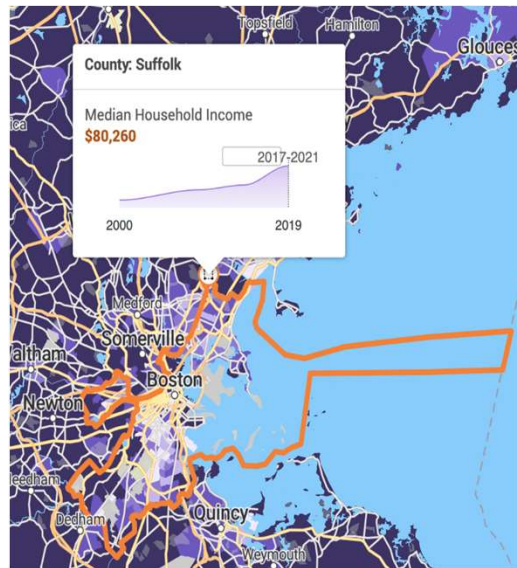 Topsfield
Hamilton
Glouces
County: Suffolk
Median Household Income
$80,260
2017-2021
2000
2019
Medford
Somerville
altham
Boston
Newton
Needham
Dedham
Quincy
Weymouth